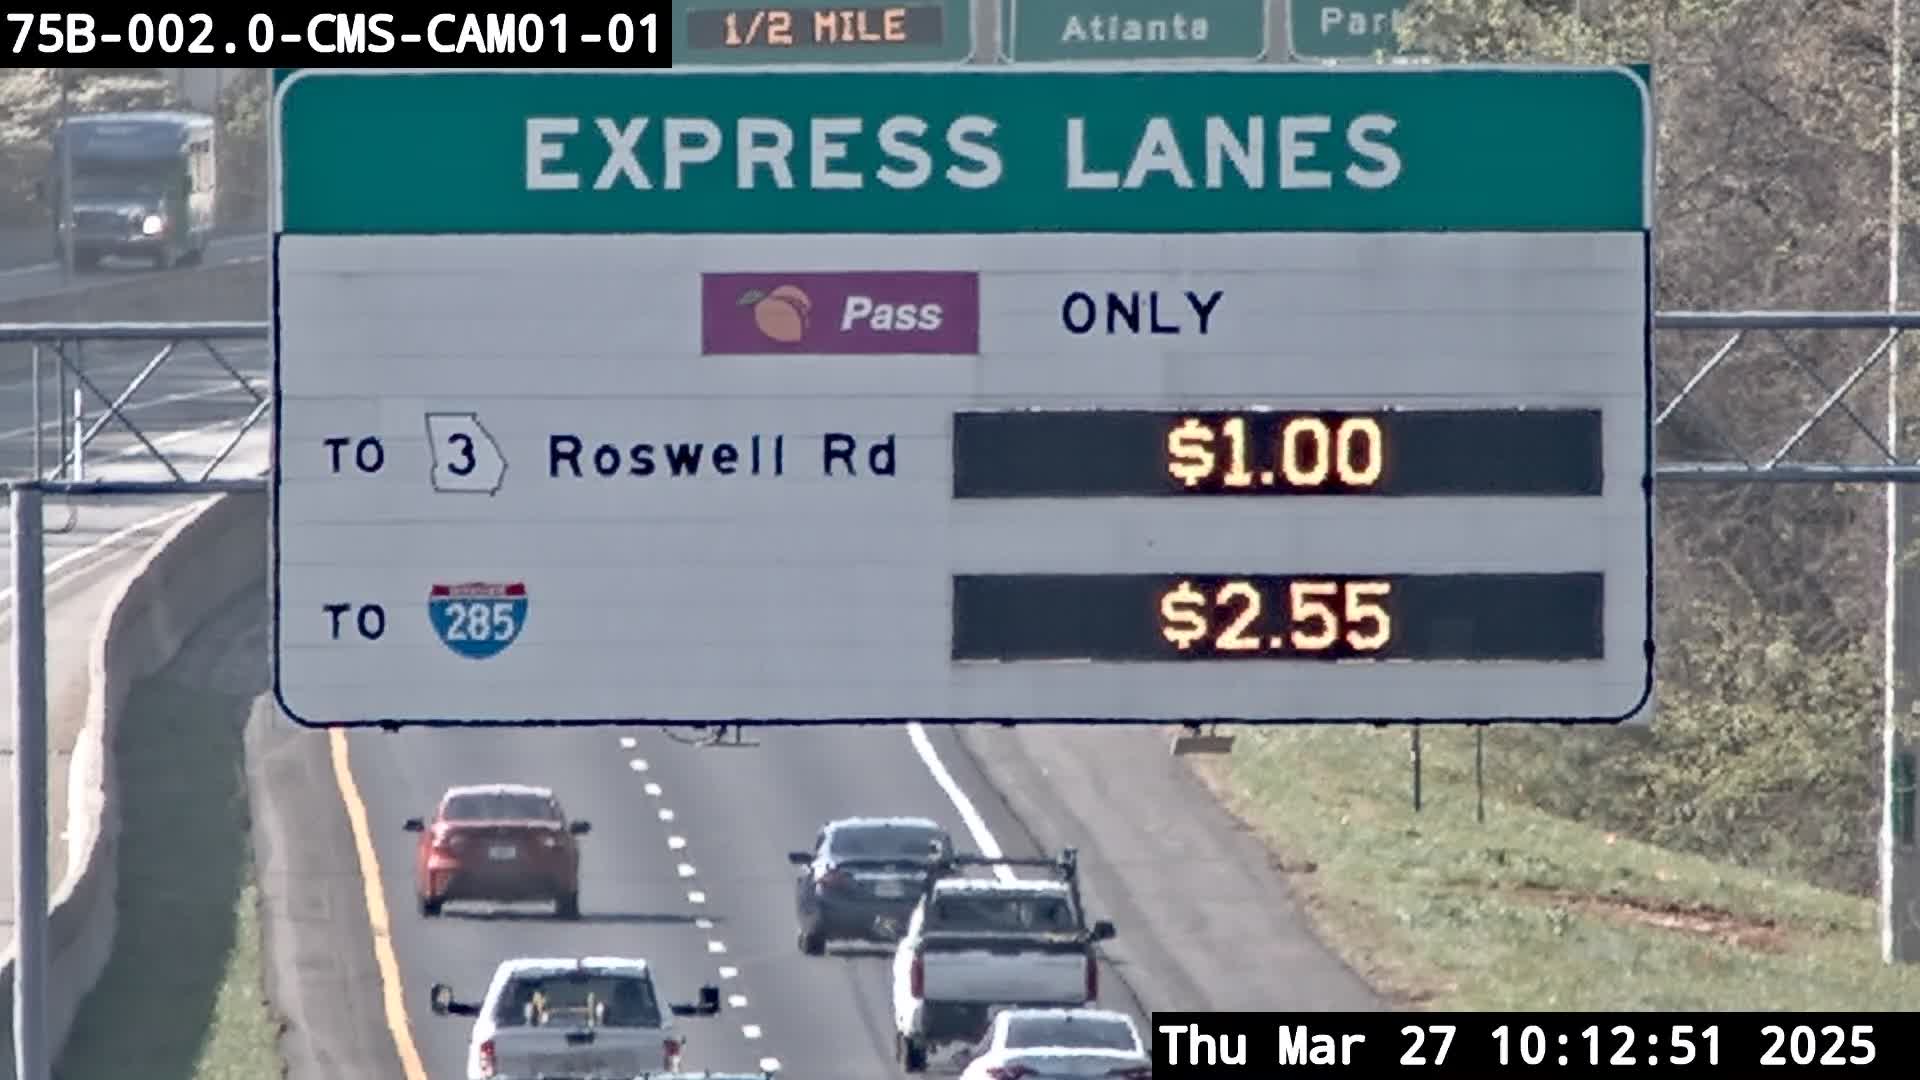 75B-002.0-CMS-CAM01-01
1/2 MILE
Atlanta
EXPRESS LANES
Pass ONLY
TO 3 Roswell Rd $1.00
TO 285 $2.55
Thu Mar 27 10:12:51 2025